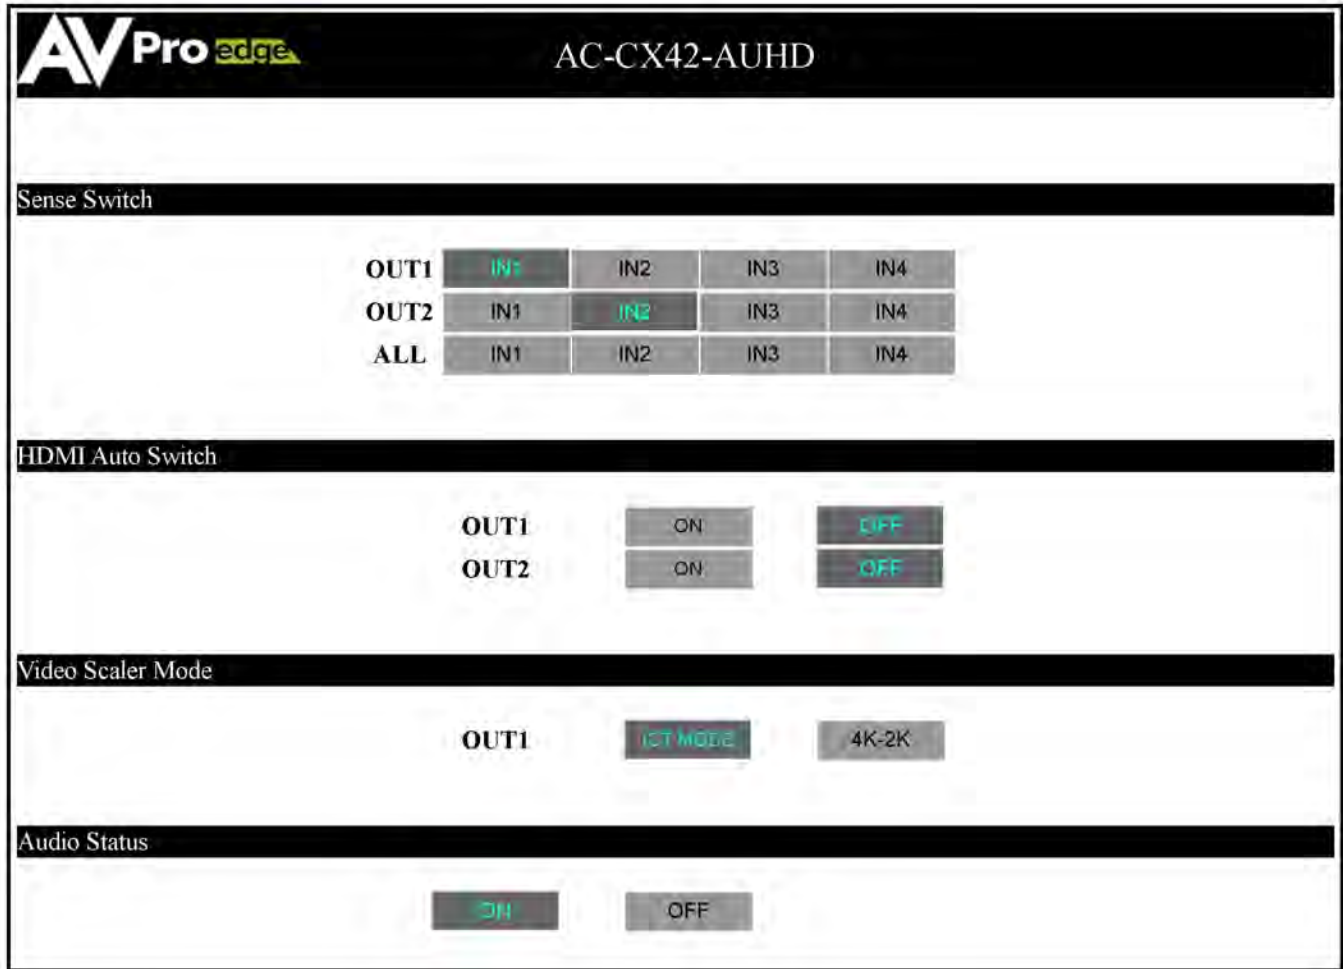 AVPro edge
AC-CX42-AUHD
Sense Switch
OUT1 IN1 IN2 IN3 IN4
OUT2 IN1 IN2 IN3 IN4
ALL IN1 IN2 IN3 IN4
HDMI Auto Switch
OUT1 ON OFF
OUT2 ON OFF
Video Scaler Mode
OUT1 ICT MODE 4K-2K
Audio Status
ON OFF